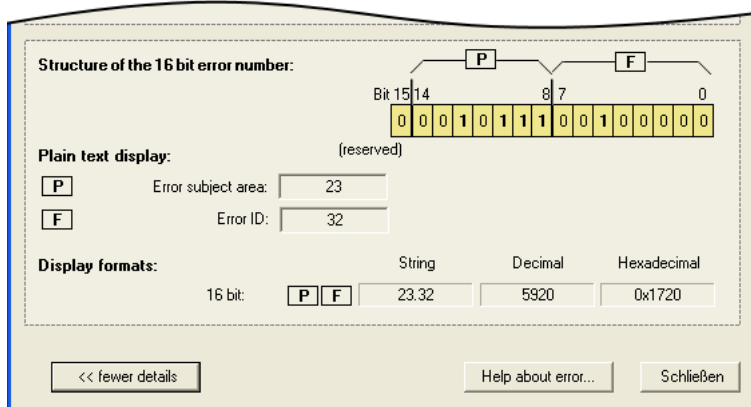 Structure of the 16 bit error number:
P F
Bit 15 14 8 7 0
0 0 0 1 0 1 1 1 0 0 1 0 0 0 0 0
(reserved)
Plain text display:
P Error subject area: 23
F Error ID: 32
Display formats: String Decimal Hexadecimal
16 bit: P F 23.32 5920 0x1720
<< fewer details Help about error... Schließen